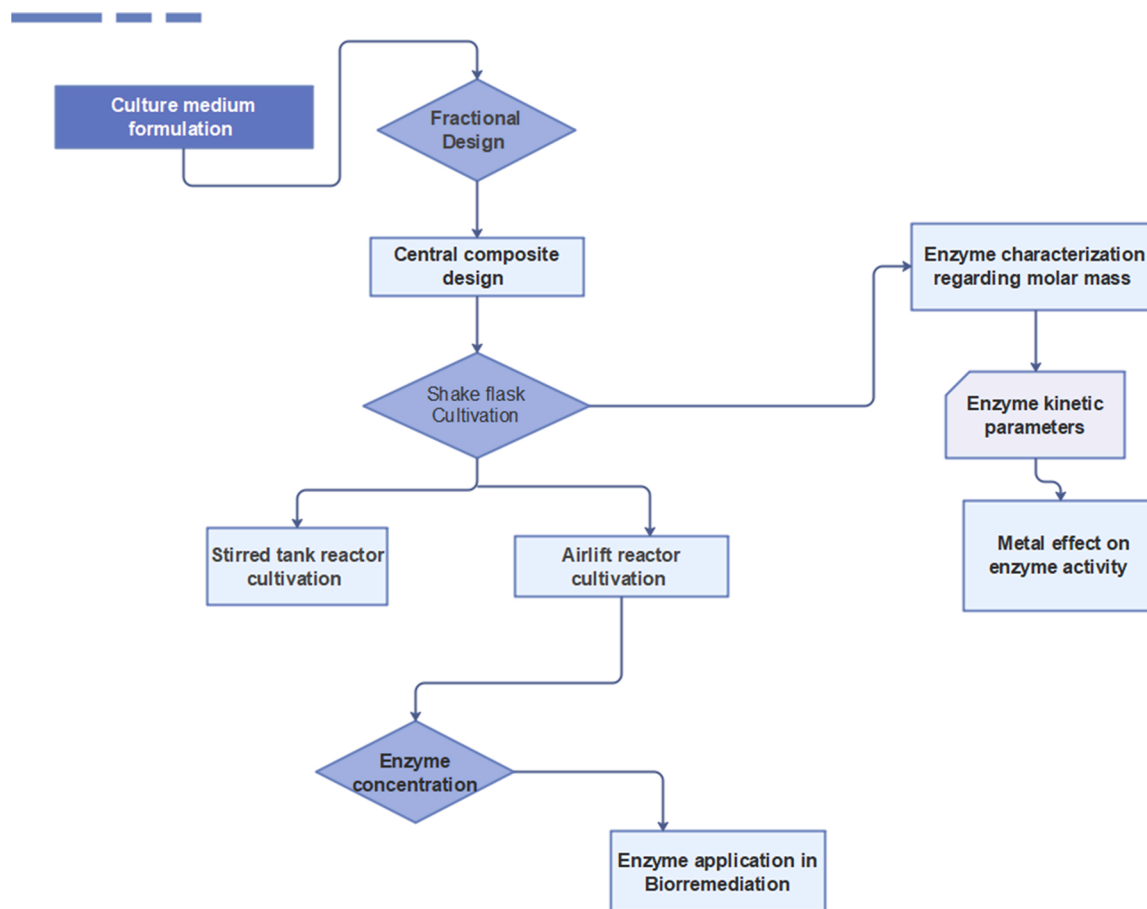 Culture medium
formulation
Fractional
Design
Central composite
design
Enzyme characterization
regarding molar mass
Shake flask
Cultivation
Enzyme kinetic
parameters
Stirred tank reactor
cultivation
Airlift reactor
cultivation
Metal effect on
enzyme activity
Enzyme
concentration
Enzyme application in
Biorremediation